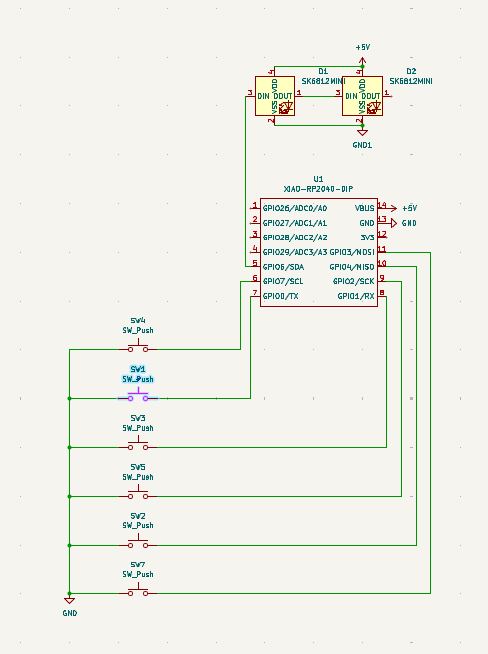 +5V
D1 D2
SK6812MINI SK6812MINI
4 4
VDD VDD
3 DIN DOUT 1 3 DIN DOUT 1
VSS VSS
2 2
GND1
U1
XIAO-RP2040-DIP
1 GPIO26/ADC0/A0 VBUS 14 +5V
2 GPIO27/ADC1/A1 GND 13 GND
3 GPIO28/ADC2/A2 3V3 12
4 GPIO29/ADC3/A3 GPIO3/MOSI 11
5 GPIO6/SDA GPIO4/MISO 10
6 GPIO7/SCL GPIO2/SCK 9
7 GPIO0/TX GPIO1/RX 8
SW4
SW_Push
SW1
SW_Push
SW3
SW_Push
SW5
SW_Push
SW2
SW_Push
SW7
SW_Push
GND